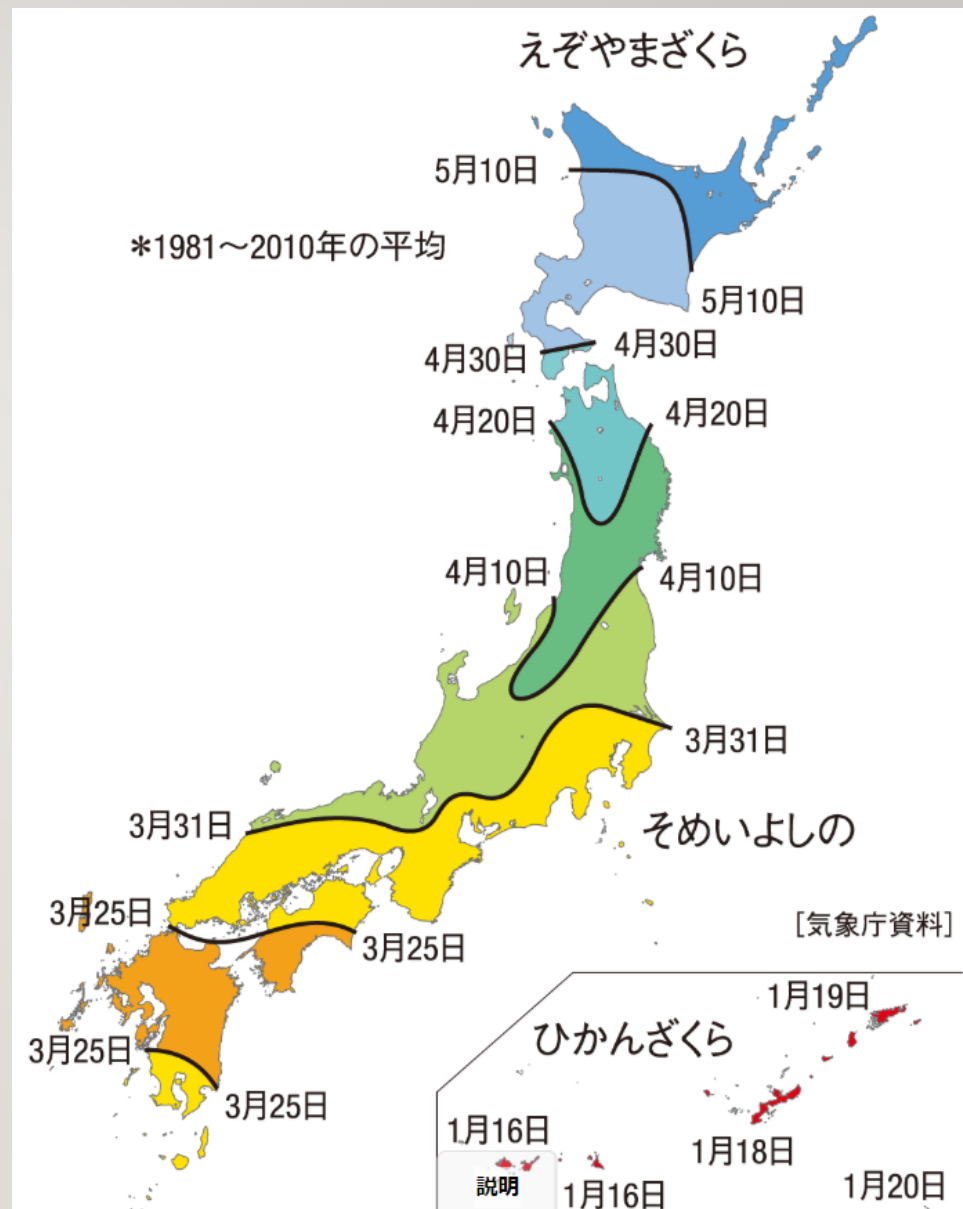 えぞやまざくら
5月10日
*1981～2010年の平均
5月10日
4月30日
4月30日
4月20日
4月20日
4月10日
4月10日
3月31日
3月31日
そめいよしの
3月25日
3月25日
[気象庁資料]
1月19日
ひかんざくら
3月25日
3月25日
1月16日
1月18日
説明
1月16日
1月20日